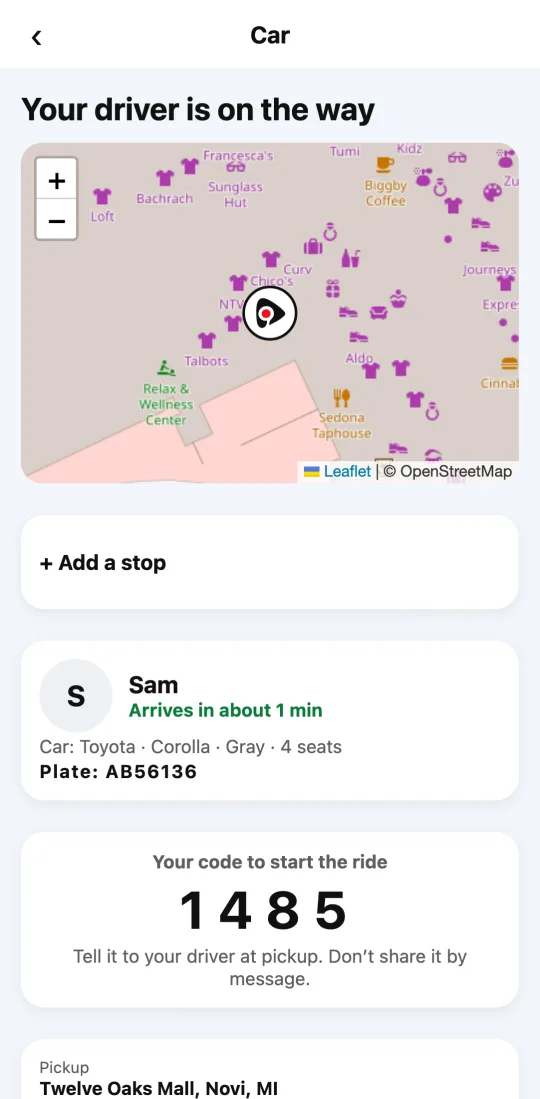 ‹
Car
Your driver is on the way
+
−
Francesca's
Tumi
Kidz
Bachrach
Sunglass
Hut
Biggby
Coffee
Zu
Loft
Curv
Chico's
Journeys
NTV
Expre
Talbots
Aldo
Cinnab
Relax &
Wellness
Center
Sedona
Taphouse
Leaflet | © OpenStreetMap
+ Add a stop
S
Sam
Arrives in about 1 min
Car: Toyota · Corolla · Gray · 4 seats
Plate: AB56136
Your code to start the ride
1485
Tell it to your driver at pickup. Don’t share it by
message.
Pickup
Twelve Oaks Mall, Novi, MI